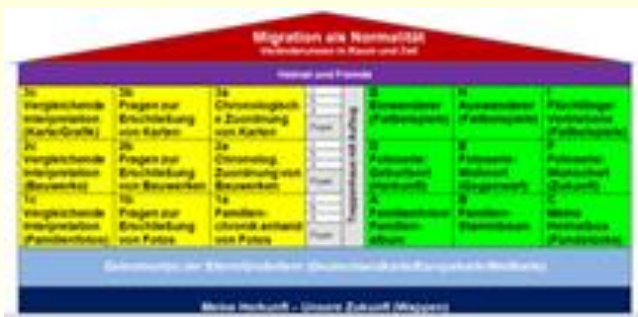 Migration als Normalität
Veränderungen in Raum und Zeit
Heimat und Fremde
3c
Vergleichende
Interpretation
(Karte/Grafik)
3b
Fragen zur
Erschließung
von Karten
3a
Chronologisch
e Zuordnung
von Karten
G
Einwanderer
(Fallbeispiele)
H
Auswanderer
(Fallbeispiele)
I
Flüchtlinge
Vertriebene
(Fallbeispiele)
2c
Vergleichende
Interpretation
(Bauwerke)
2b
Fragen zur
Erschließung
von Bauwerken
2a
Chronolog.
Zuordnung von
Bauwerken
D
Fotoserie:
Geburtsort
(Herkunft)
E
Fotoserie:
Wohnort
(Gegenwart)
F
Fotoserie:
Wunschort
(Zukunft)
1c
Vergleichende
Interpretation
(Familienfotos)
1b
Fragen zur
Erschließung
von Fotos
1a
Familien-
chronik anhand
von Fotos
Treppenhaus mit Aufzug
A
album
B
Familien-
Stammbaum
C
Meine
Meine Herkunft – Unsere Zukunft (Wappen)